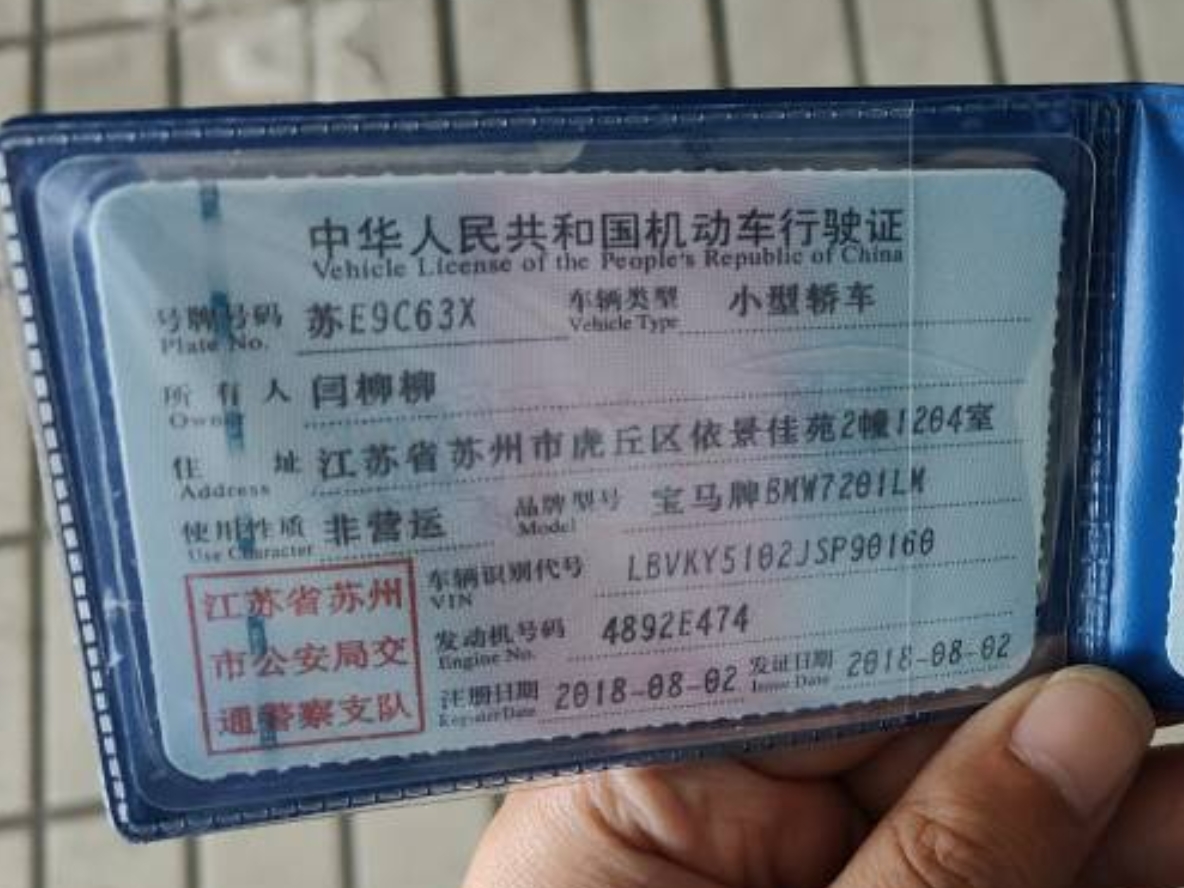 中华人民共和国机动车行驶证
Vehicle License of the People's Republic of China
号牌号码 苏E9C63X 车辆类型 小型轿车
Plate No. Vehicle Type
所有人 闫柳柳
Owner
住址 江苏省苏州市虎丘区依景佳苑2幢1204室
Address
使用性质 非营运 品牌型号 宝马牌BMW7201LM
Use Character Model
车辆识别代号 LBVKY5102JSP90160
VIN
发动机号码 4892E474
Engine No.
注册日期 2018-08-02 发证日期 2018-08-02
Register Date Issue Date
江苏省苏州
市公安局交
通警察支队